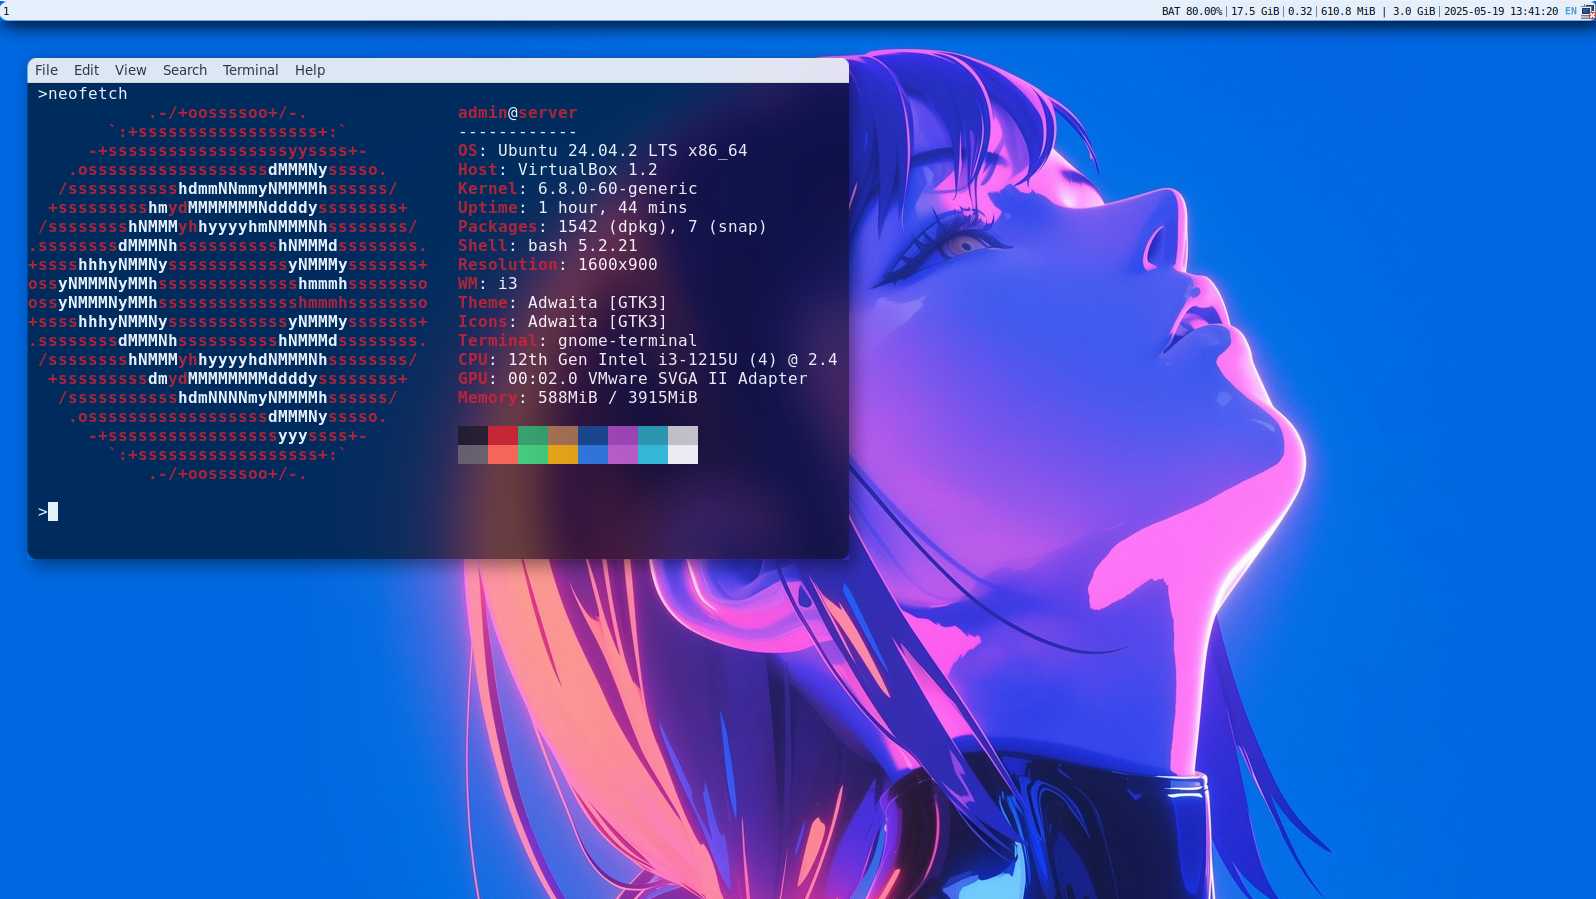 1 BAT 80.00%|17.5 GiB|0.32|610.8 MiB | 3.0 GiB|2025-05-19 13:41:20 EN
File Edit View Search Terminal Help
>neofetch
.-/+oossssoo+/-. admin@server
`:+ssssssssssssssssss+:` ------------
-+ssssssssssssssssssyyssss+- OS: Ubuntu 24.04.2 LTS x86_64
.ossssssssssssssssssdMMMNysssso. Host: VirtualBox 1.2
/ssssssssssshdmmNNmmyNMMMMhssssss/ Kernel: 6.8.0-60-generic
+ssssssssshmydMMMMMMMNddddyssssssss+ Uptime: 1 hour, 44 mins
/sssssssshNMMMyhhyyyyhmNMMMNhssssssss/ Packages: 1542 (dpkg), 7 (snap)
.ssssssssdMMMNhsssssssssshNMMMdssssssss. Shell: bash 5.2.21
+sssshhhyNMMNyssssssssssssyNMMMysssssss+ Resolution: 1600x900
ossyNMMMNyMMhsssssssssssssshmmmhssssssso WM: i3
ossyNMMMNyMMhsssssssssssssshmmmhssssssso Theme: Adwaita [GTK3]
+sssshhhyNMMNyssssssssssssyNMMMysssssss+ Icons: Adwaita [GTK3]
.ssssssssdMMMNhsssssssssshNMMMdssssssss. Terminal: gnome-terminal
/sssssssshNMMMyhhyyyyhdNMMMNhssssssss/ CPU: 12th Gen Intel i3-1215U (4) @ 2.4
+sssssssssdmydMMMMMMMMddddyssssssss+ GPU: 00:02.0 VMware SVGA II Adapter
/ssssssssssshdmNNNNmyNMMMMhssssss/ Memory: 588MiB / 3915MiB
.ossssssssssssssssssdMMMNysssso.
-+sssssssssssssssssyyyssss+-
`:+ssssssssssssssssss+:`
.-/+oossssoo+/-.
>